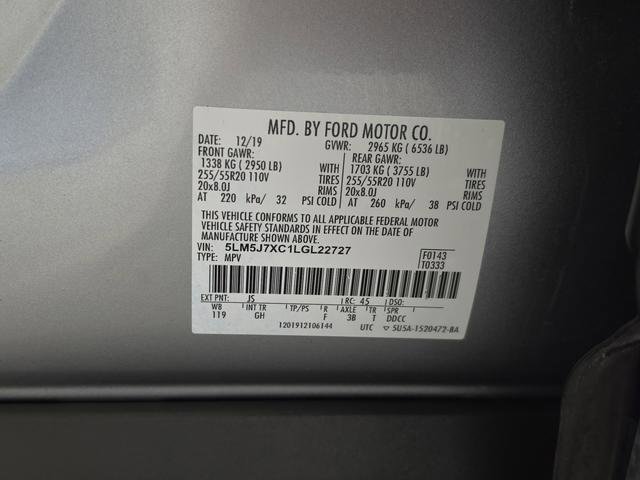 MFD. BY FORD MOTOR CO.
DATE: 12/19 GVWR: 2965 KG ( 6536 LB)
FRONT GAWR: REAR GAWR:
1338 KG ( 2950 LB) WITH 1703 KG ( 3755 LB) WITH
255/55R20 110V TIRES 255/55R20 110V TIRES
20x8.0J RIMS 20x8.0J RIMS
AT 220 kPa/ 32 PSI COLD AT 260 kPa/ 38 PSI COLD
THIS VEHICLE CONFORMS TO ALL APPLICABLE FEDERAL MOTOR
VEHICLE SAFETY STANDARDS IN EFFECT ON THE DATE OF
MANUFACTURE SHOWN ABOVE.
VIN: 5LM5J7XC1LGL22727 F0143
TYPE: MPV T0333
EXT PNT: JS RC: 45 DSO:
WB INT TR TP/PS R AXLE TR SPR
119 GH F 3B T DDCC
1201912106144 UTC ▽ 5U5A-1520472-BA